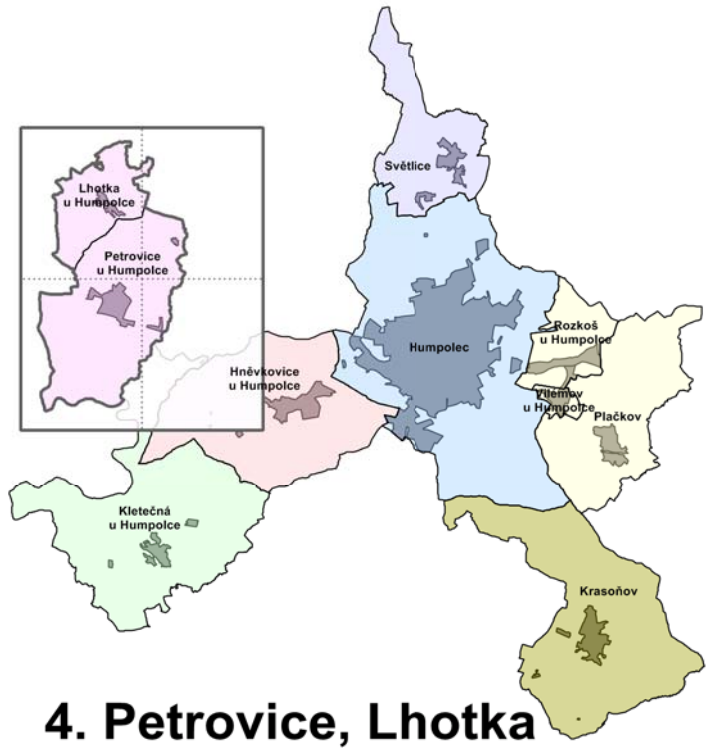 Světlice
Lhotka
u Humpolce
Petrovice
u Humpolce
Humpolec
Rozkoš
u Humpolce
Hněvkovice
u Humpolce
Vilémov
u Humpolce
Plačkov
Kletečná
u Humpolce
Krasoňov
4. Petrovice, Lhotka